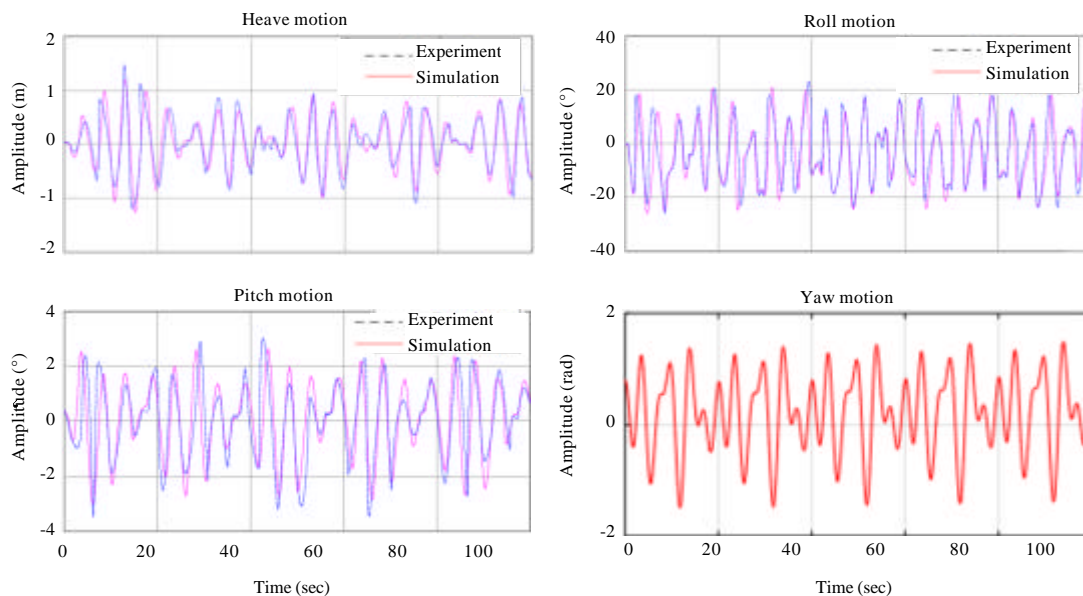 Heave motion
2
1
0
-1
-2
Amplitude (m)
Experiment
Simulation
Roll motion
40
20
0
-20
-40
Amplitude (°)
Experiment
Simulation
Pitch motion
4
2
0
-2
-4
Amplitude (°)
Experiment
Simulation
0 20 40 60 80 100
Time (sec)
Yaw motion
2
0
-2
Amplitude (rad)
0 20 40 60 80 100
Time (sec)